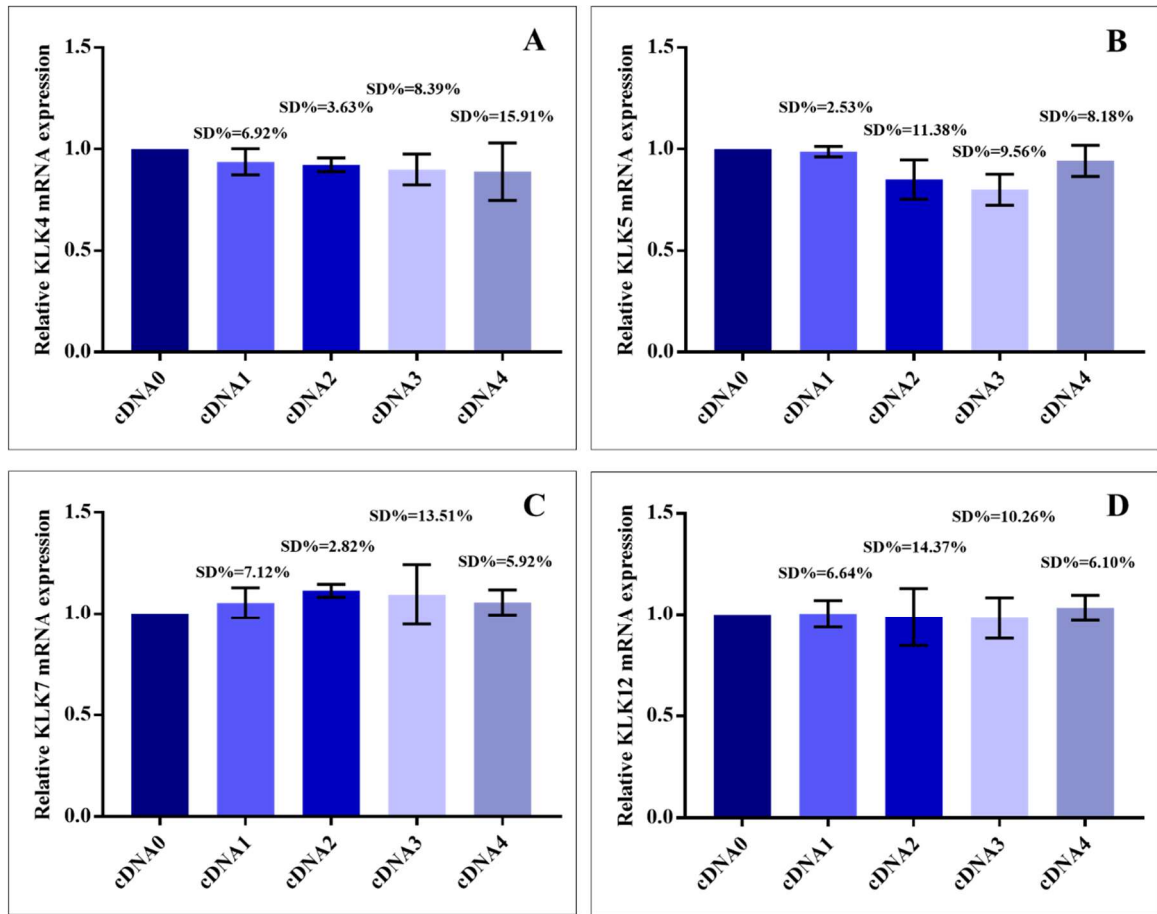 A
Relative KLK4 mRNA expression
1.5
1.0
0.5
0.0
SD%=6.92%
SD%=3.63%
SD%=8.39%
SD%=15.91%
cDNA0
cDNA1
cDNA2
cDNA3
cDNA4
B
Relative KLK5 mRNA expression
1.5
1.0
0.5
0.0
SD%=2.53%
SD%=11.38%
SD%=9.56%
SD%=8.18%
cDNA0
cDNA1
cDNA2
cDNA3
cDNA4
C
Relative KLK7 mRNA expression
1.5
1.0
0.5
0.0
SD%=7.12%
SD%=2.82%
SD%=13.51%
SD%=5.92%
cDNA0
cDNA1
cDNA2
cDNA3
cDNA4
D
Relative KLK12 mRNA expression
1.5
1.0
0.5
0.0
SD%=6.64%
SD%=14.37%
SD%=10.26%
SD%=6.10%
cDNA0
cDNA1
cDNA2
cDNA3
cDNA4